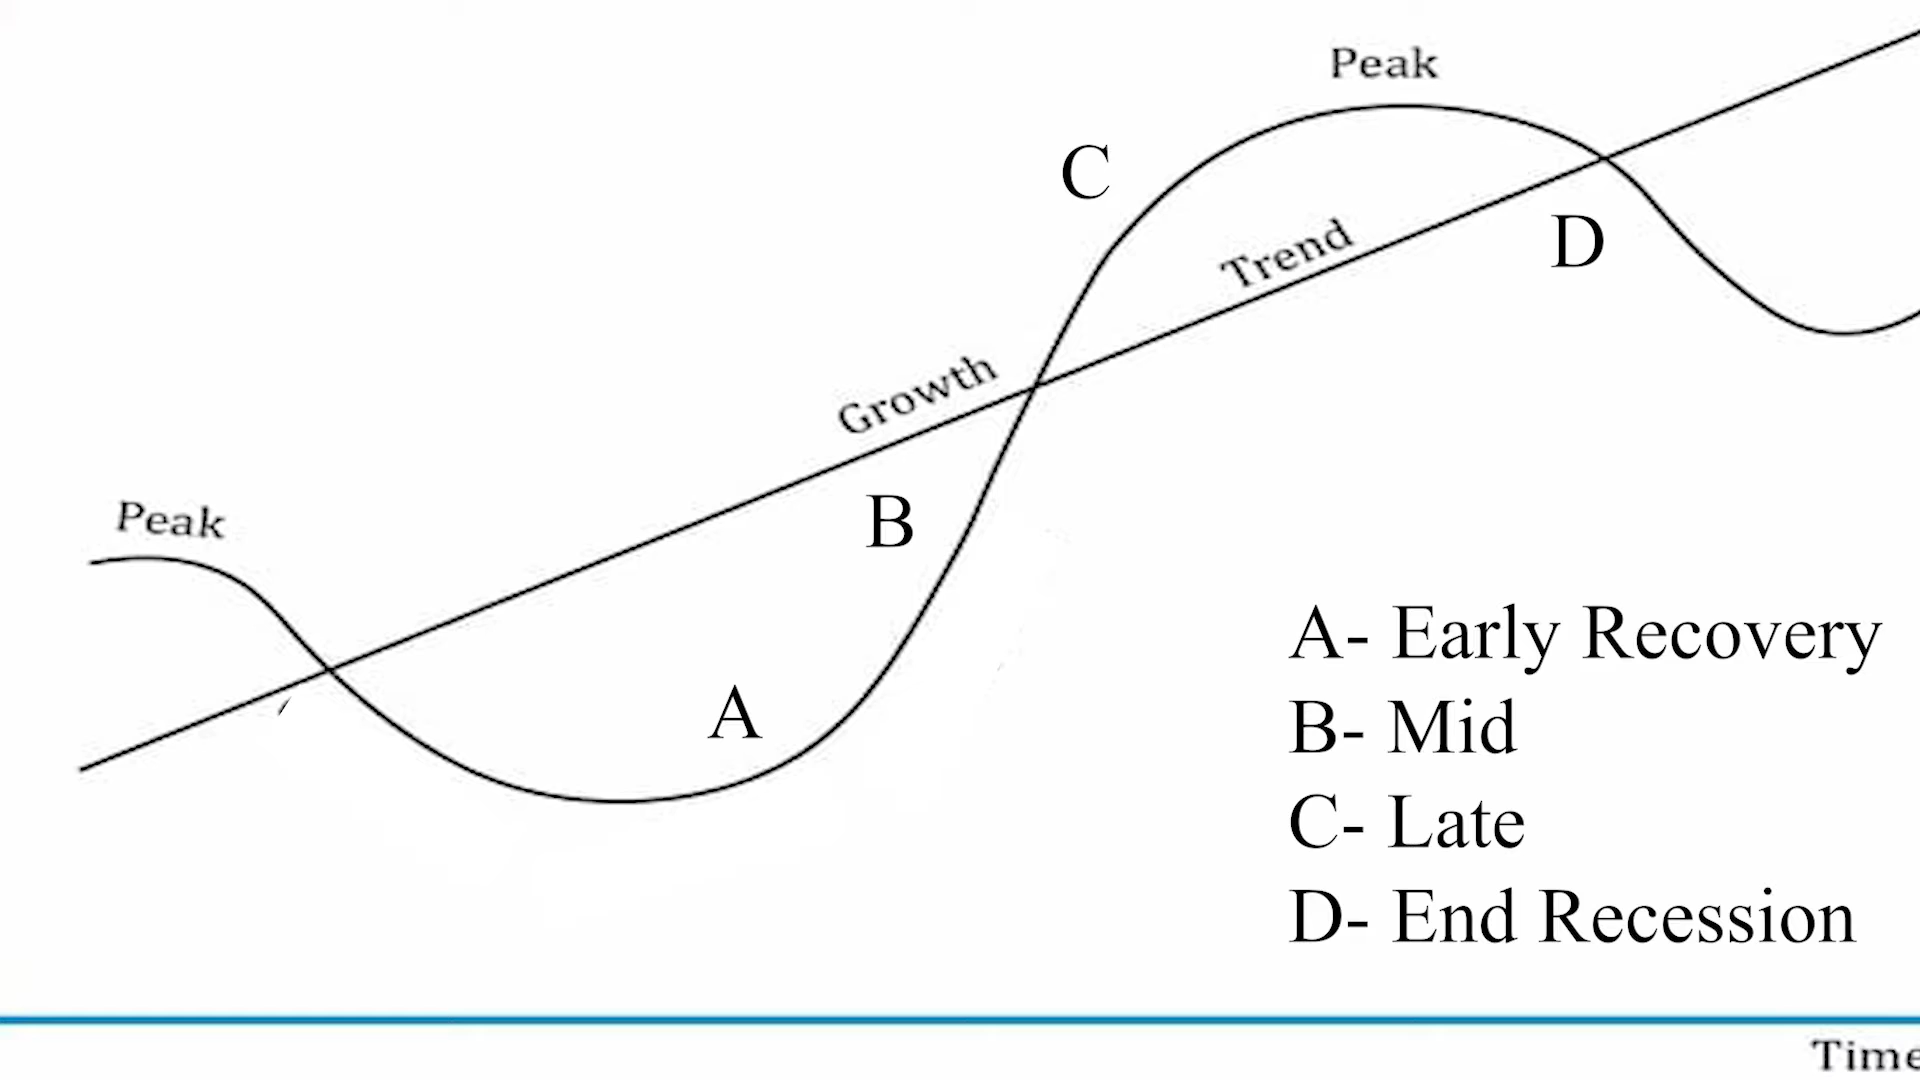 Peak
C
D
Growth Trend
Peak
B
A
A- Early Recovery
B- Mid
C- Late
D- End Recession
Time